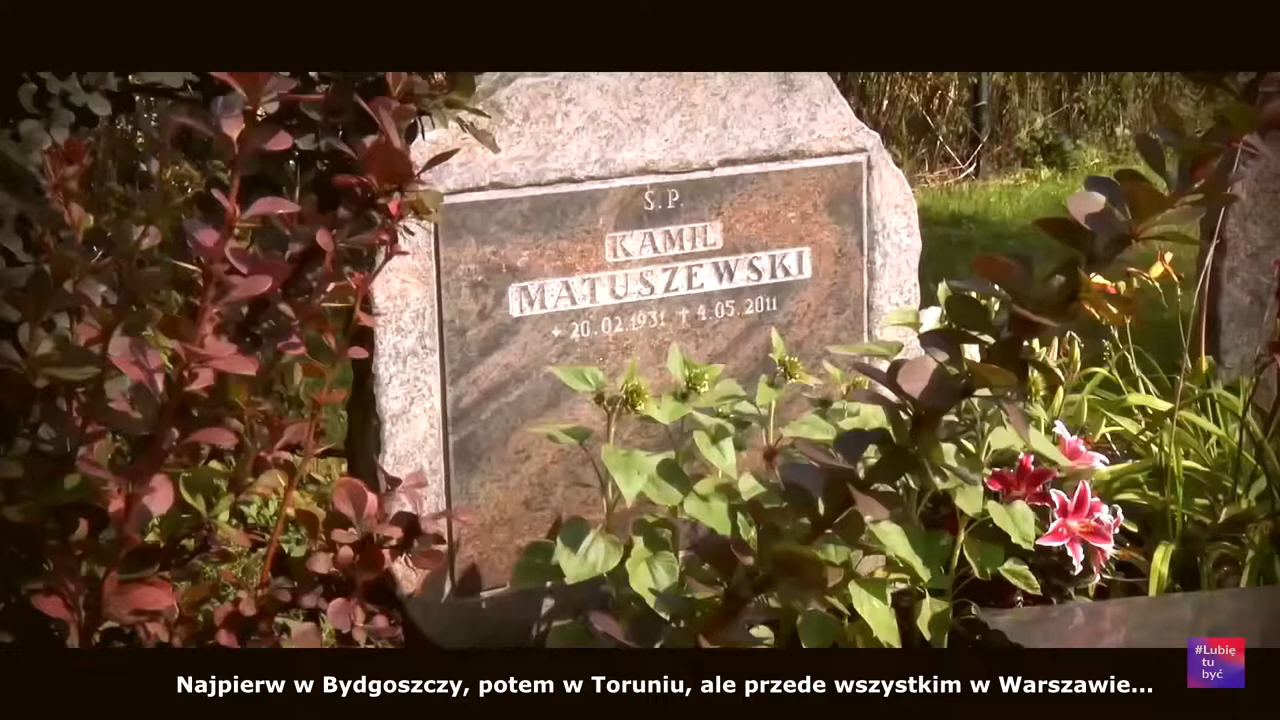 Ś.P.
KAMIL
MATUSZEWSKI
+ 20.02.1931 † 4.05.2011
#Lubię
tu
być
Najpierw w Bydgoszczy, potem w Toruniu, ale przede wszystkim w Warszawie...